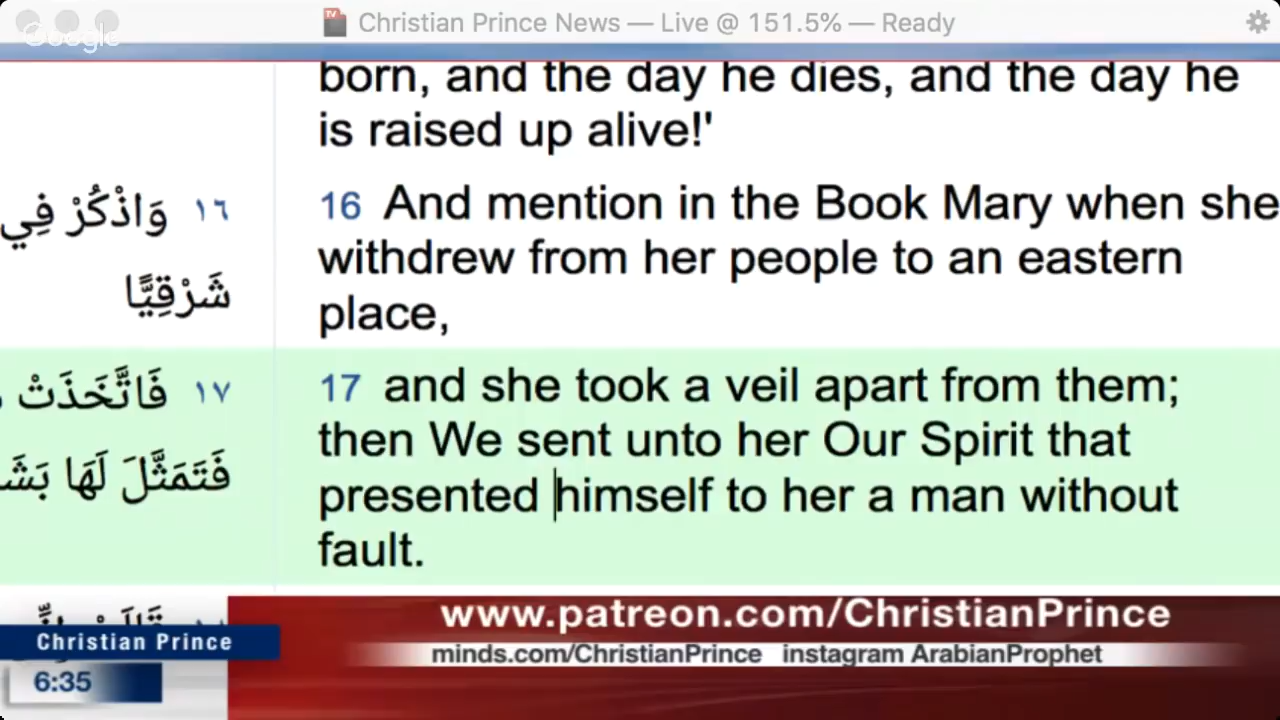 Christian Prince News — Live @ 151.5% — Ready
Google
born, and the day he dies, and the day he
is raised up alive!'
١٦ وَاذْكُرْ فِي
شَرْقِيًّا
16 And mention in the Book Mary when she
withdrew from her people to an eastern
place,
١٧ فَاتَّخَذَتْ
فَتَمَثَّلَ لَهَا
17 and she took a veil apart from them;
then We sent unto her Our Spirit that
presented himself to her a man without
fault.
www.patreon.com/ChristianPrince
Christian Prince
minds.com/ChristianPrince instagram ArabianProphet
6:35